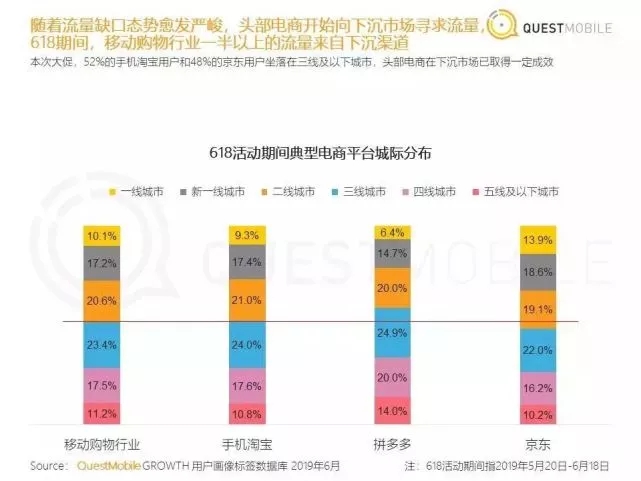 随着流量缺口态势愈发严峻，头部电商开始向下沉市场寻求流量，
618期间，移动购物行业一半以上的流量来自下沉渠道
QUESTMOBILE
本次大促，52%的手机淘宝用户和48%的京东用户坐落在三线及以下城市，头部电商在下沉市场已取得一定成效
618活动期间典型电商平台城际分布
一线城市 新一线城市 二线城市 三线城市 四线城市 五线及以下城市
10.1% 9.3% 6.4% 13.9%
17.2% 17.4% 14.7% 18.6%
20.6% 21.0% 20.0% 19.1%
23.4% 24.0% 24.9% 22.0%
17.5% 17.6% 20.0% 16.2%
11.2% 10.8% 14.0% 10.2%
移动购物行业 手机淘宝 拼多多 京东
Source： QuestMobile GROWTH 用户画像标签数据库 2019年6月
注：618活动期间指2019年5月20日-6月18日
QUESTMOBILE